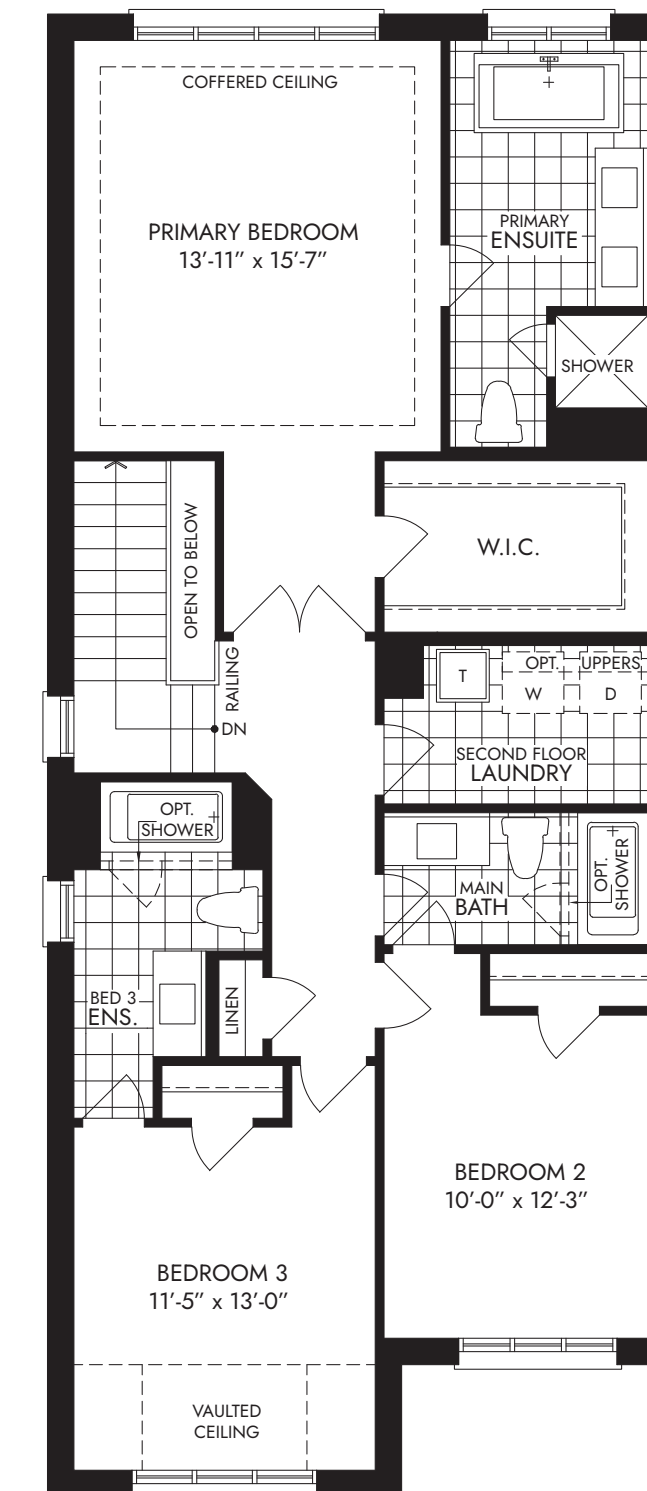 COFFERED CEILING
PRIMARY BEDROOM
13'-11” x 15'-7”
PRIMARY
ENSUITE
SHOWER
OPEN TO BELOW
W.I.C.
RAILING
DN
T
OPT. UPPERS
W D
SECOND FLOOR
LAUNDRY
OPT.
SHOWER
MAIN
BATH
OPT.
SHOWER
BED 3
ENS.
LINEN
BEDROOM 2
10'-0” x 12'-3”
BEDROOM 3
11'-5” x 13'-0”
VAULTED
CEILING